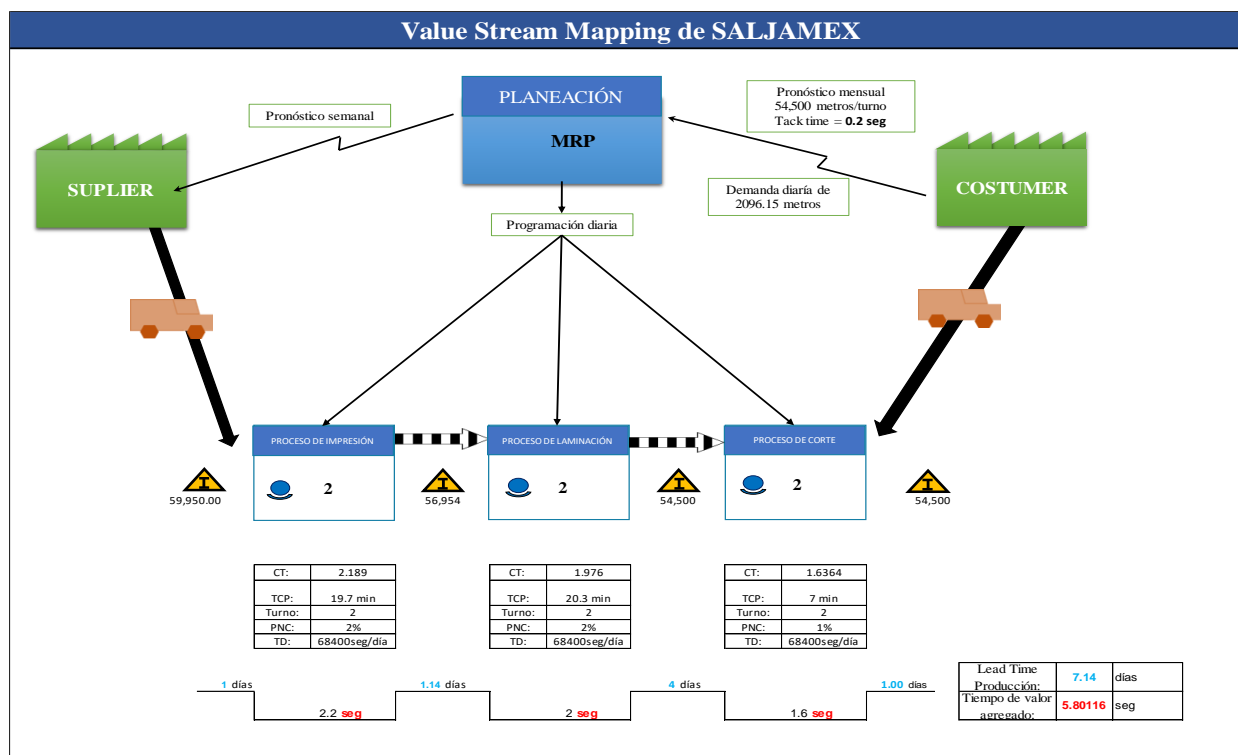 Value Stream Mapping de SALJAMEX
PLANEACIÓN
MRP
Pronóstico semanal
Pronóstico mensual
54,500 metros/turno
Tack time = 0.2 seg
SUPLIER
COSTUMER
Demanda diaría de
2096.15 metros
Programación diaria
PROCESO DE IMPRESIÓN
PROCESO DE LAMINACIÓN
PROCESO DE CORTE
2
2
2
I
I
I
I
59,950.00
56,954
54,500
54,500
CT: 2.189
TCP: 19.7 min
Turno: 2
PNC: 2%
TD: 68400seg/día
CT: 1.976
TCP: 20.3 min
Turno: 2
PNC: 2%
TD: 68400seg/día
CT: 1.6364
TCP: 7 min
Turno: 2
PNC: 1%
TD: 68400seg/día
1 días
1.14 días
4 días
1.00 días
2.2 seg
2 seg
1.6 seg
Lead Time
Producción: 7.14 días
Tiempo de valor
agregado: 5.80116 seg